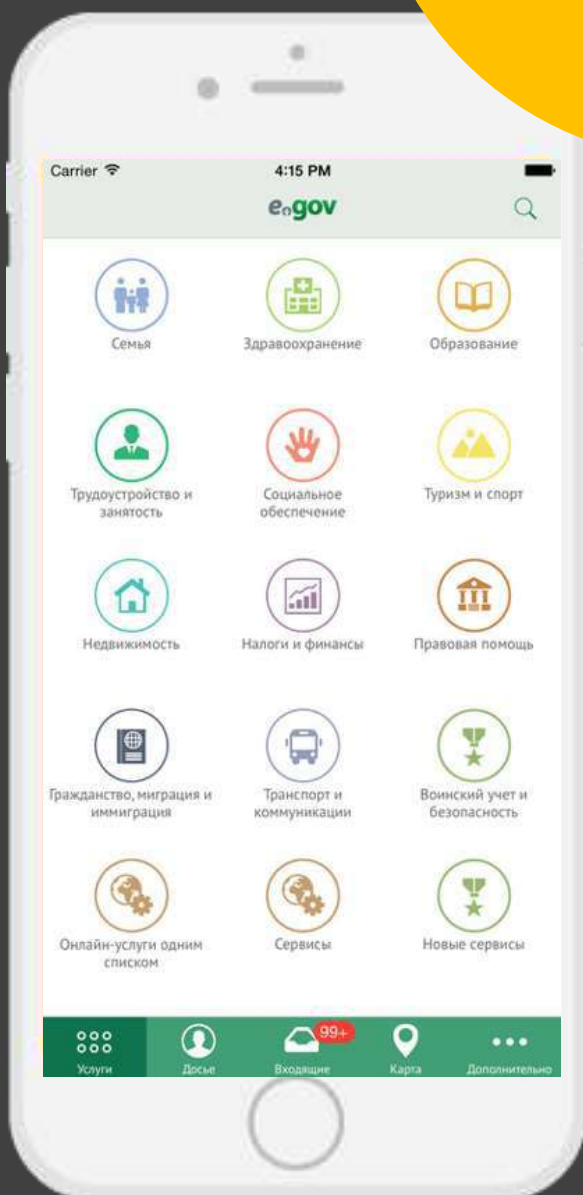 Carrier
4:15 PM
egov
Семья
Здравоохранение
Образование
Трудоустройство и
занятость
Социальное
обеспечение
Туризм и спорт
Недвижимость
Налоги и финансы
Правовая помощь
Гражданство, миграция и
иммиграция
Транспорт и
коммуникации
Воинский учет и
безопасность
Онлайн-услуги одним
списком
Сервисы
Новые сервисы
99+
Услуги
Досье
Входящие
Карта
Дополнительно